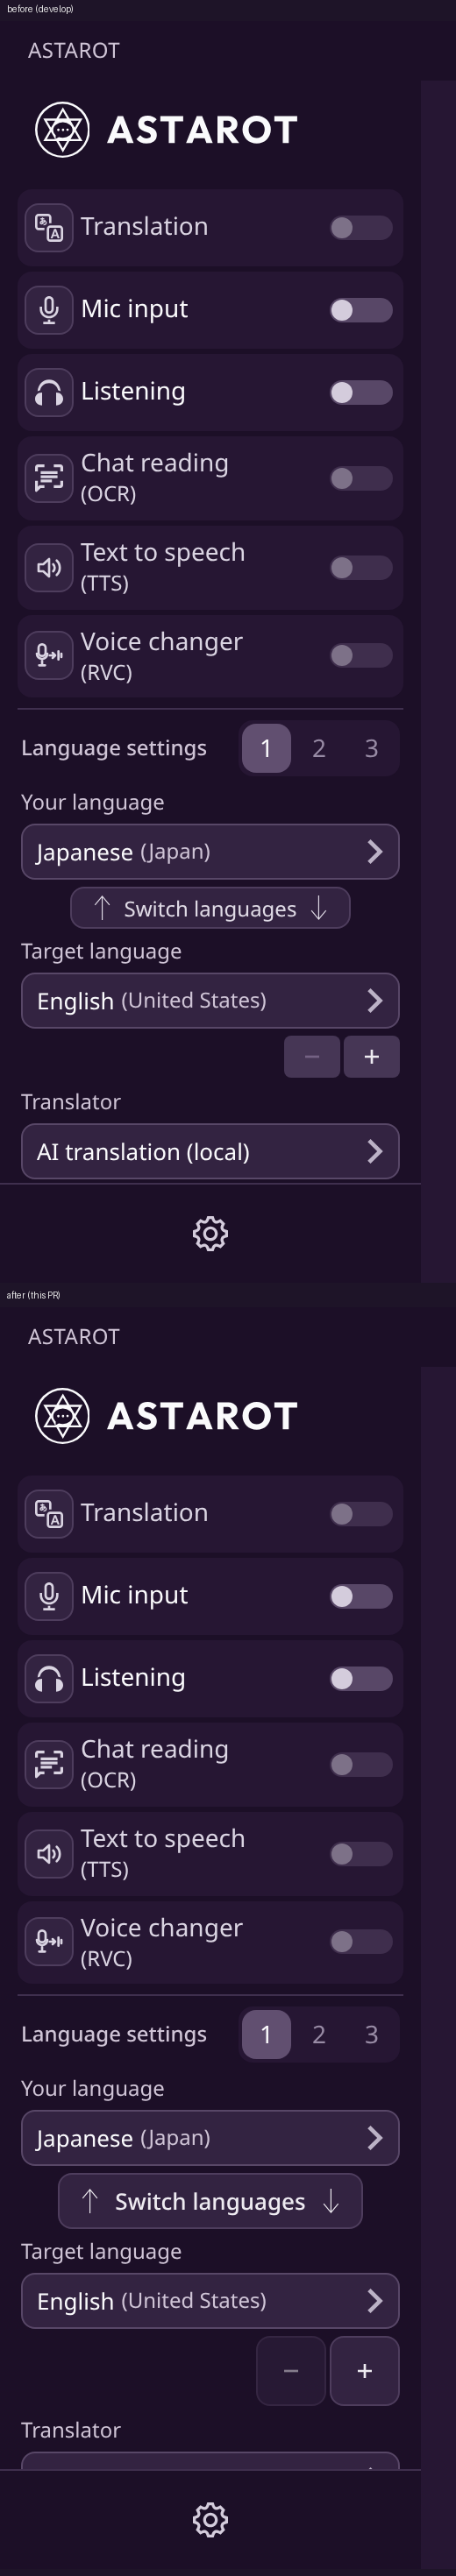 before (develop)
ASTAROT
ASTAROT
Translation
Mic input
Listening
Chat reading
(OCR)
Text to speech
(TTS)
Voice changer
(RVC)
Language settings 1 2 3
Your language
Japanese (Japan)
↑ Switch languages ↓
Target language
English (United States)
− +
Translator
AI translation (local)
after (this PR)
ASTAROT
ASTAROT
Translation
Mic input
Listening
Chat reading
(OCR)
Text to speech
(TTS)
Voice changer
(RVC)
Language settings 1 2 3
Your language
Japanese (Japan)
↑ Switch languages ↓
Target language
English (United States)
− +
Translator